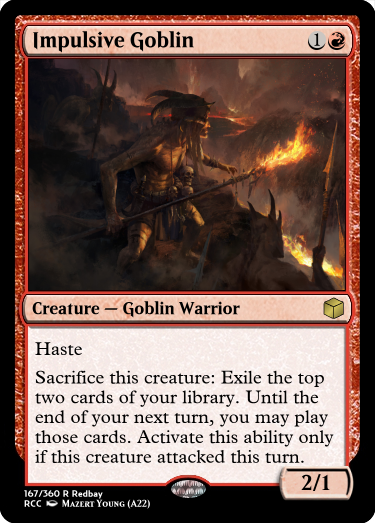 Impulsive Goblin 1
Creature — Goblin Warrior
Haste
Sacrifice this creature: Exile the top
two cards of your library. Until the
end of your next turn, you may play
those cards. Activate this ability only
if this creature attacked this turn.
2/1
167/360 R Redbay
RCC Mazert Young (A22)